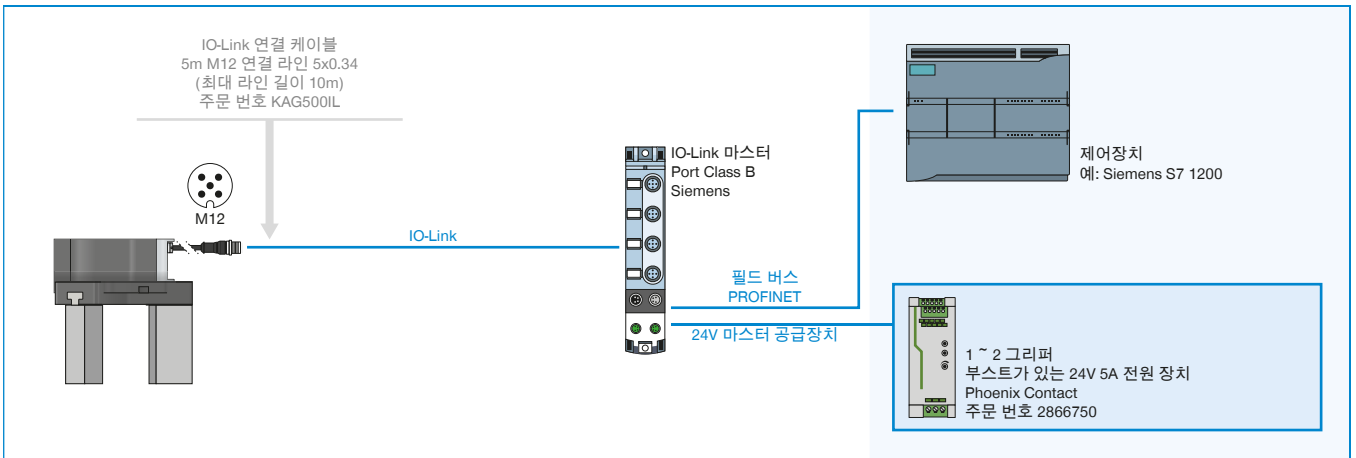 IO-Link 연결 케이블
5m M12 연결 라인 5x0.34
(최대 라인 길이 10m)
주문 번호 KAG500IL
M12
IO-Link
IO-Link 마스터
Port Class B
Siemens
제어장치
예: Siemens S7 1200
필드 버스
PROFINET
24V 마스터 공급장치
1 ~ 2 그리퍼
부스트가 있는 24V 5A 전원 장치
Phoenix Contact
주문 번호 2866750